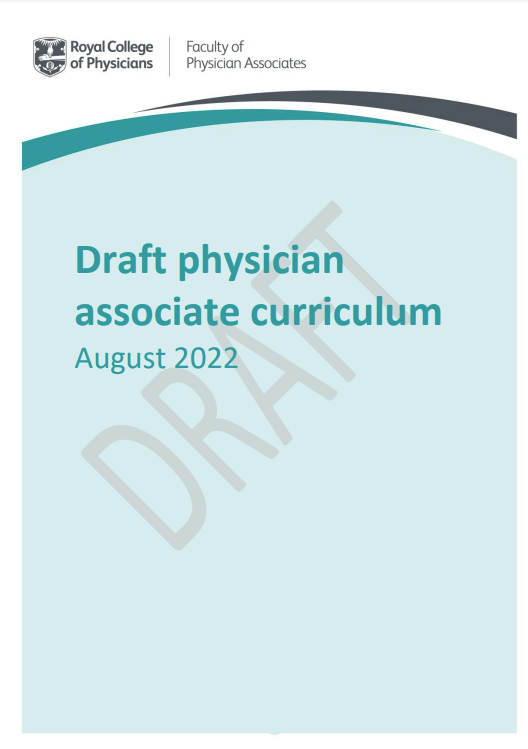 Royal College
of Physicians
Faculty of
Physician Associates
Draft physician
associate curriculum
August 2022
DRAFT